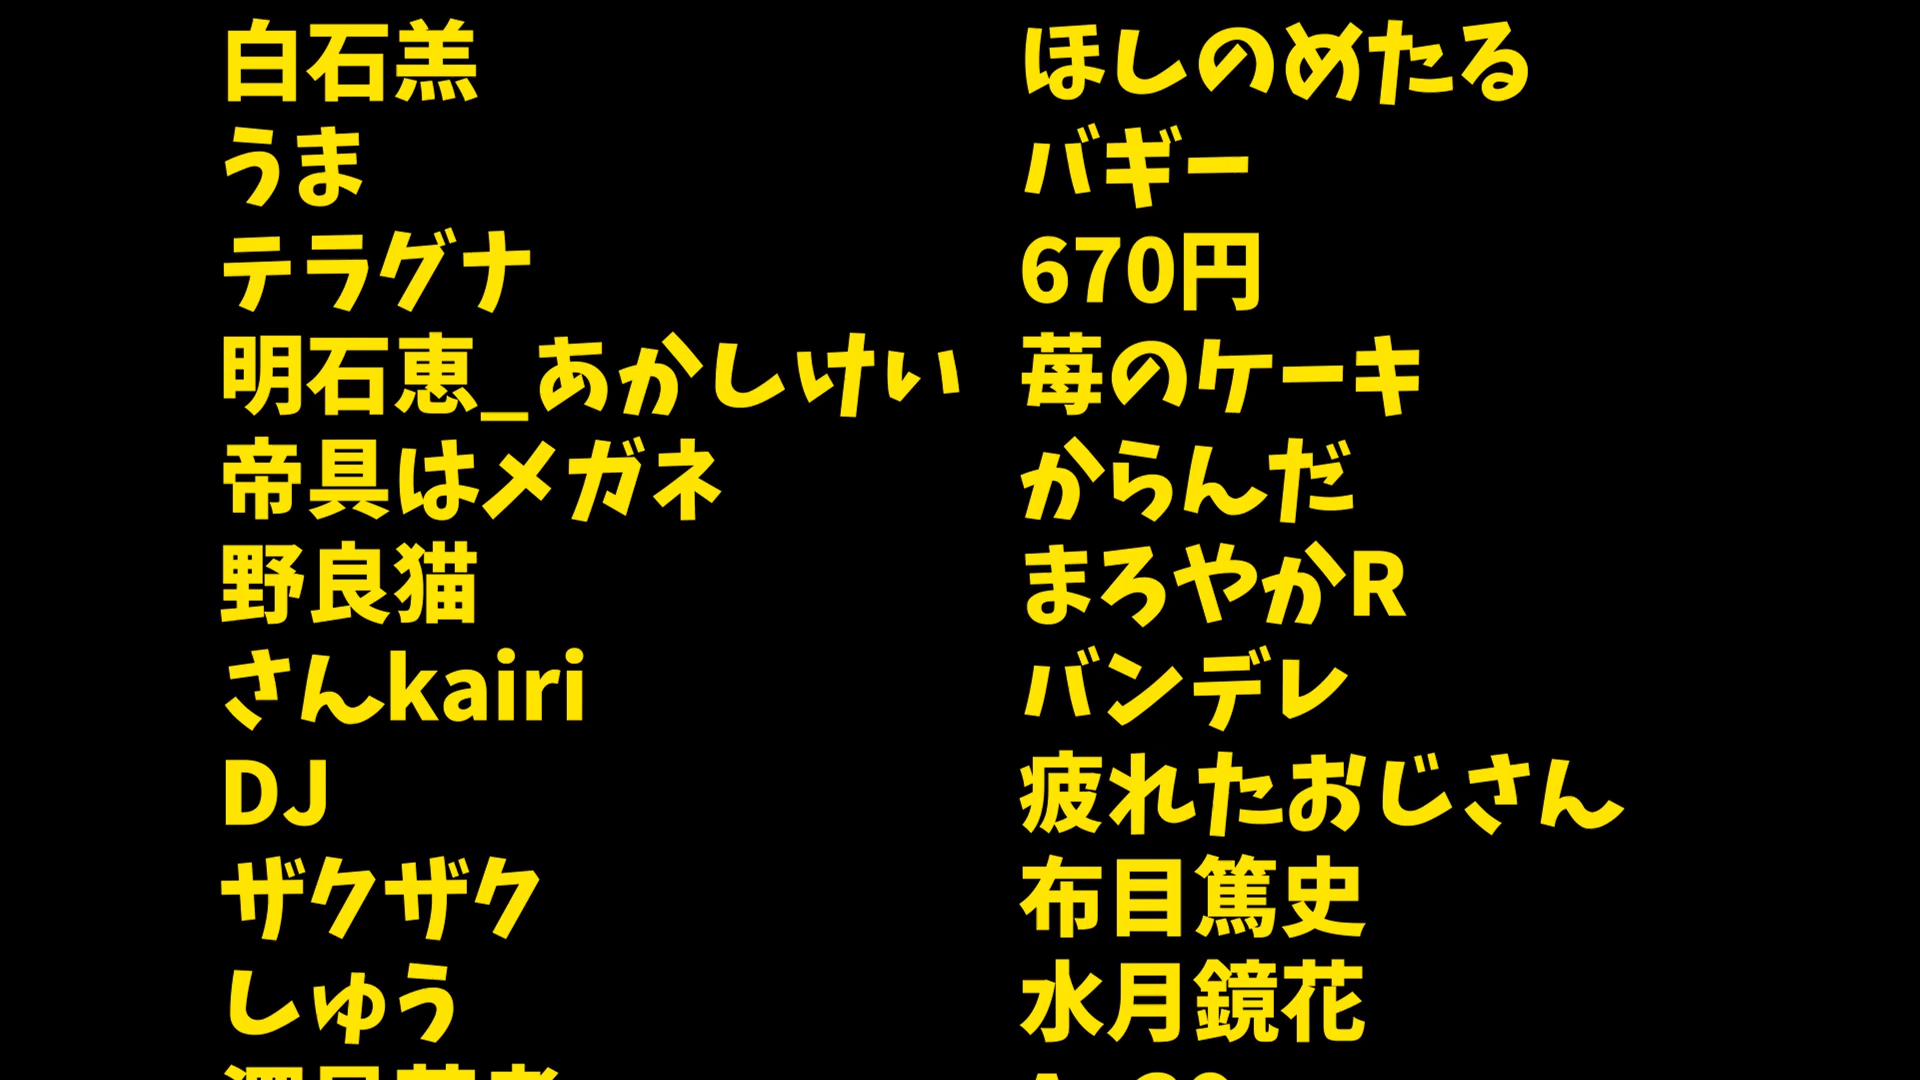 白石羔
うま
テラグナ
明石恵_あかしけい
帝具はメガネ
野良猫
さんkairi
DJ
ザクザク
しゅう
ほしのめたる
バギー
670円
苺のケーキ
からんだ
まろやかR
バンデレ
疲れたおじさん
布目篤史
水月鏡花